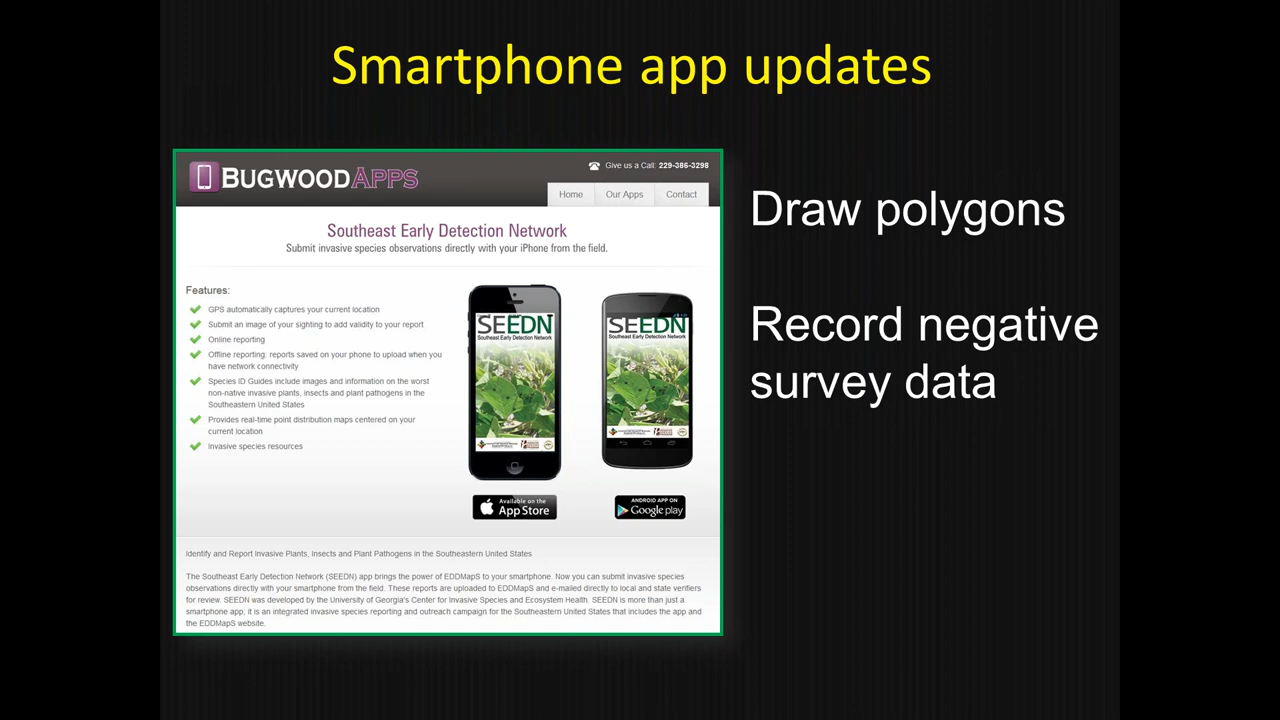 Smartphone app updates
BUGWOODAPPS
Give us a Call: 229-386-3298
Home Our Apps Contact
Southeast Early Detection Network
Submit invasive species observations directly with your iPhone from the field.
Features:
GPS automatically captures your current location
Submit an image of your sighting to add validity to your report
Online reporting
Offline reporting: reports saved on your phone to upload when you
have network connectivity
Species ID Guides include images and information on the worst
non-native invasive plants, insects and plant pathogens in the
Southeastern United States
Provides real-time point distribution maps centered on your
current location
Invasive species resources
SEEDN
Southeast Early Detection Network
SEEDN
Southeast Early Detection Network
Available on the
App Store
ANDROID APP ON
Google play
Identify and Report Invasive Plants, Insects and Plant Pathogens in the Southeastern United States
The Southeast Early Detection Network (SEEDN) app brings the power of EDDMapS to your smartphone. Now you can submit invasive species
observations directly with your smartphone from the field. These reports are uploaded to EDDMapS and e-mailed directly to local and state verifiers
for review. SEEDN was developed by the University of Georgia's Center for Invasive Species and Ecosystem Health. SEEDN is more than just a
smartphone app; it is an integrated invasive species reporting and outreach campaign for the Southeastern United States that includes the app and
the EDDMapS website.
Draw polygons
Record negative
survey data